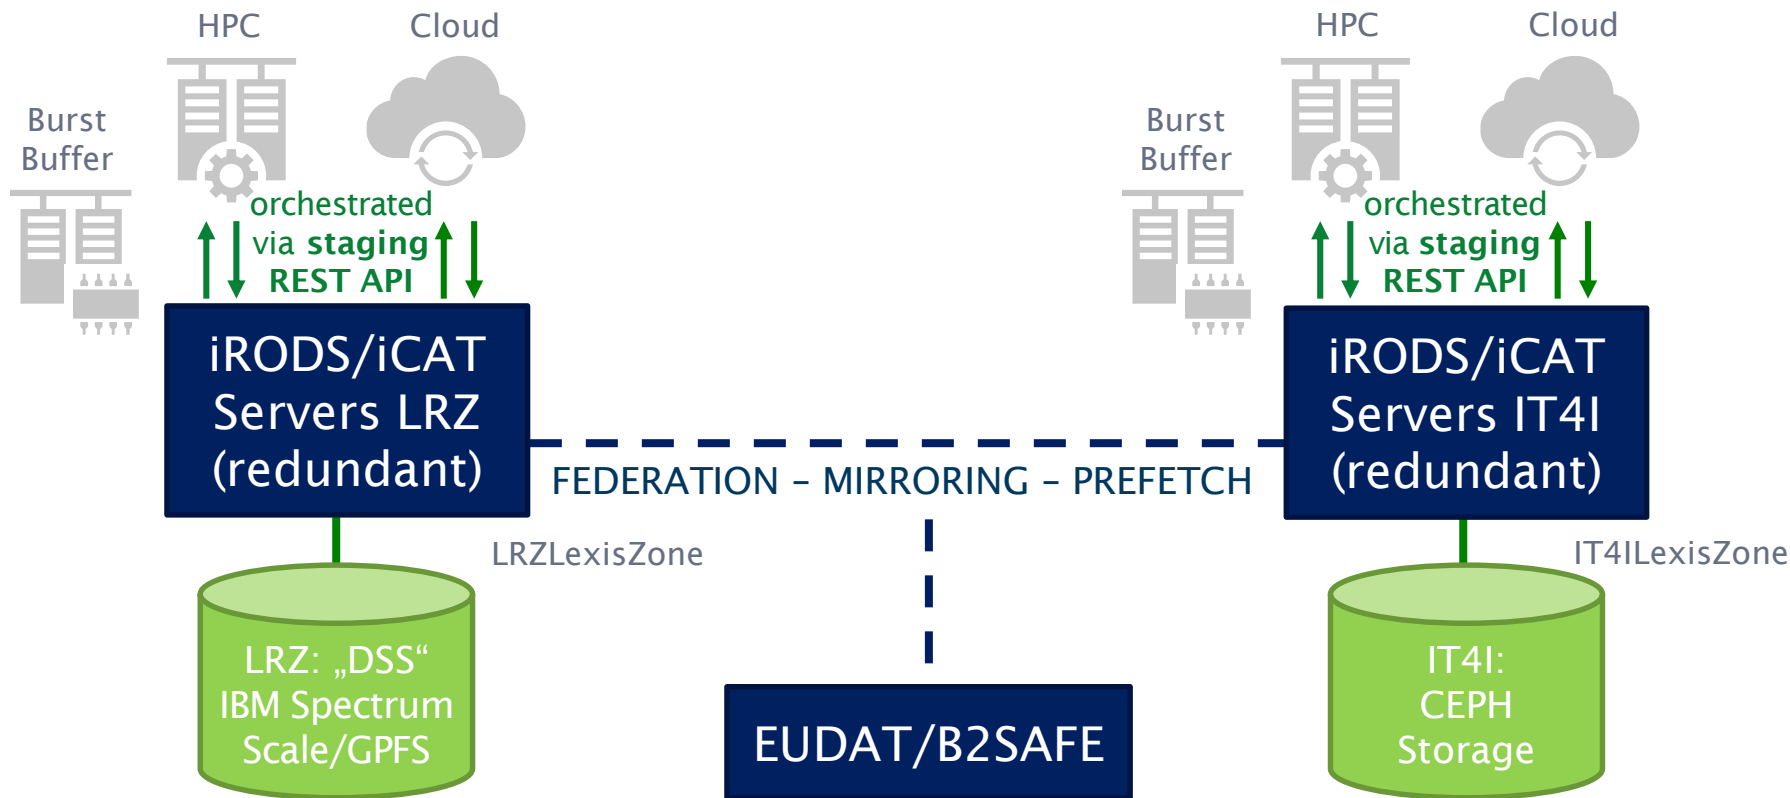 HPC
Cloud
Burst
Buffer
orchestrated
via staging
REST API
iRODS/iCAT
Servers LRZ
(redundant)
LRZLexisZone
LRZ: „DSS“
IBM Spectrum
Scale/GPFS
FEDERATION – MIRRORING – PREFETCH
EUDAT/B2SAFE
HPC
Cloud
Burst
Buffer
orchestrated
via staging
REST API
iRODS/iCAT
Servers IT4I
(redundant)
IT4ILexisZone
IT4I:
CEPH
Storage